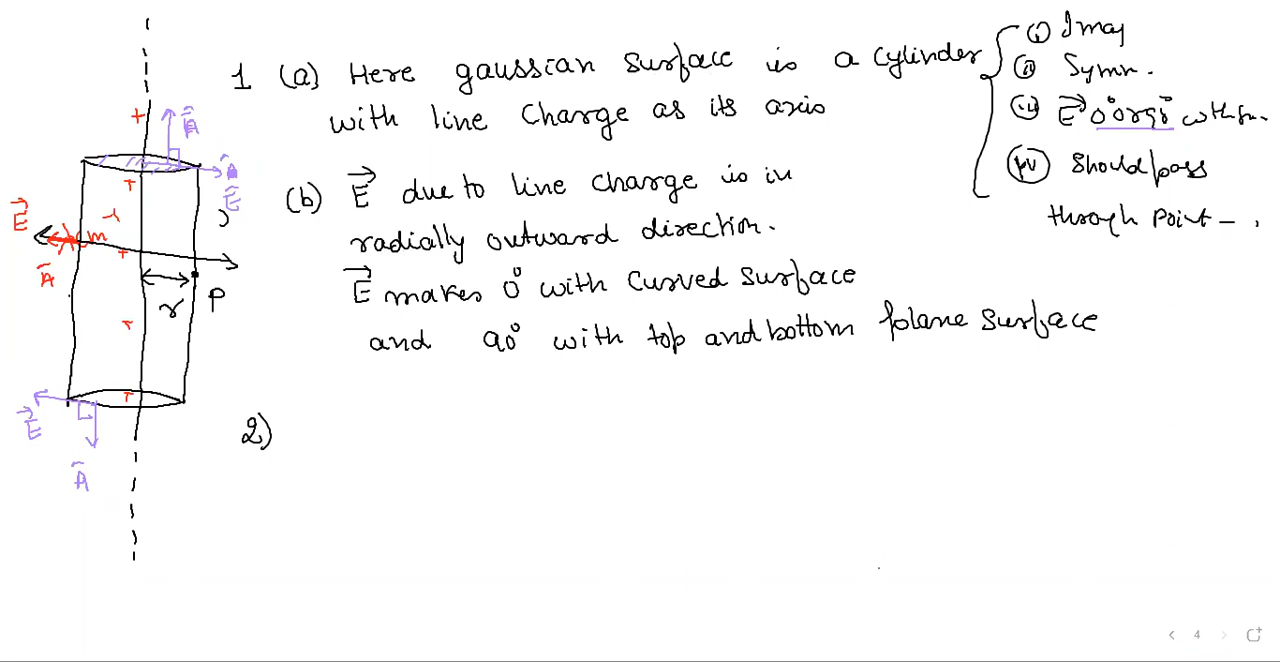 1 (a) Here gaussian surface is a cylinder
with line Charge as its axis
(b) E due to line charge is in
radially outward direction.
E makes 0° with curved surface
and 90° with top and bottom plane surface
2)
(i) Imag
(ii) Symm.
E 0° or 90° with
(iv) Should pass
through point - .
A
A
E
E
A
r
P
E
A
+
+
+
+
+
4